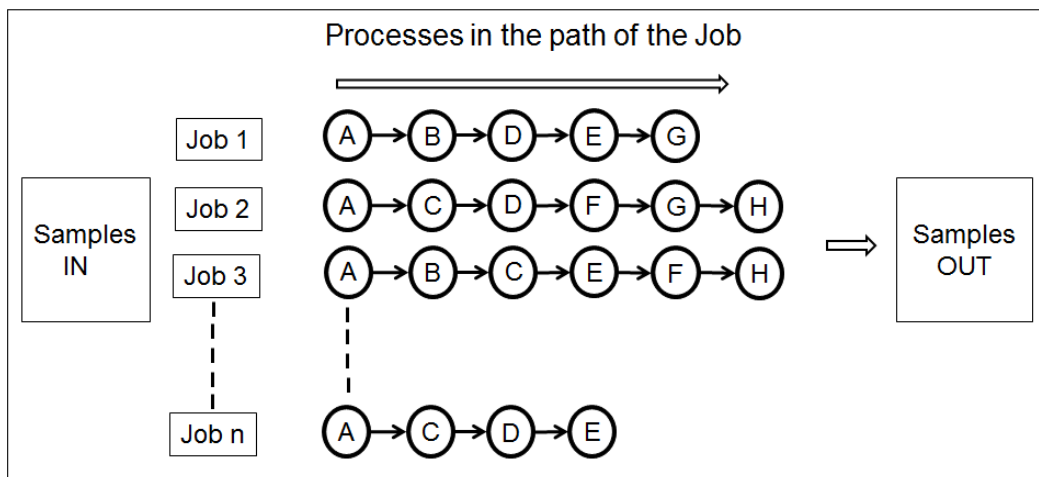 Processes in the path of the Job
Job 1
A B D E G
Samples
IN
Job 2
A C D F G H
Job 3
A B C E F H
Samples
OUT
Job n
A C D E